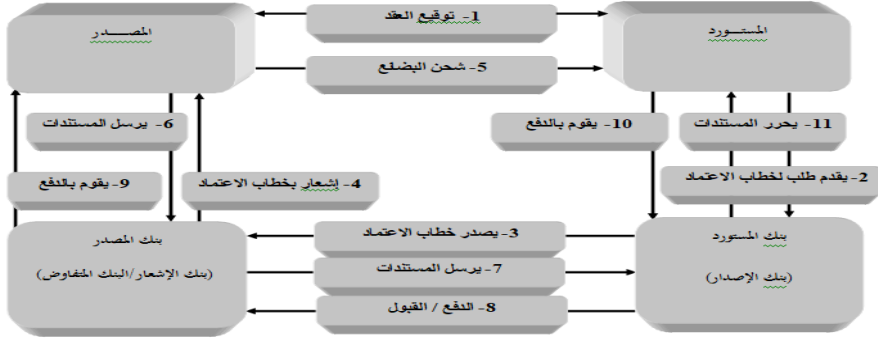 المصـــــدر
1- توقيع العقد
المستـــورد
5- شحن البضائع
6- يرسل المستندات
10- يقوم بالدفع
11- يحرر المستندات
9- يقوم بالدفع
4- إشعار بخطاب الاعتماد
2- يقدم طلب لخطاب الاعتماد
بنك المصدر
(بنك الإشعار/البنك المتفاوض)
3- يصدر خطاب الاعتماد
7- يرسل المستندات
8- الدفع / القبول
بنك المستورد
(بنك الإصدار)